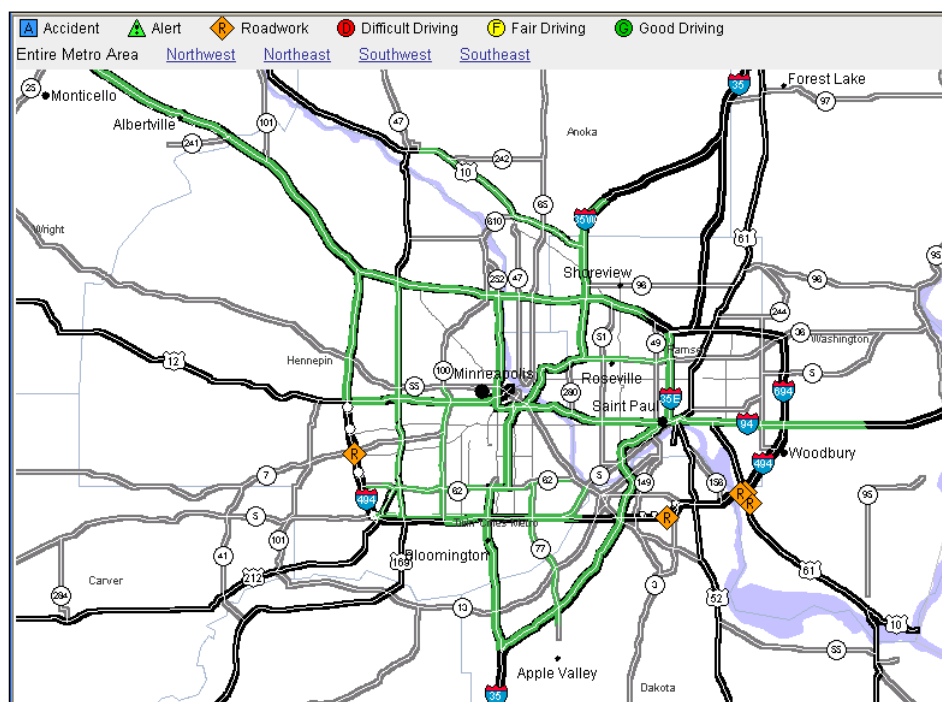 A Accident Alert R Roadwork D Difficult Driving F Fair Driving G Good Driving
Entire Metro Area Northwest Northeast Southwest Southeast
35
Forest Lake
25
Monticello
97
Albertville
101
47
Anoka
241
242
10
65
35W
610
61
Wright
95
252
47
Shoreview
96
96
244
51
49
36
Washington
12
Ramsey
Hennepin
100
Minneapolis
Roseville
5
55
280
35E
694
Saint Paul
94
Woodbury
R
7
494
5
149
156
494
62
62
R
95
494
R
5
R
Twin Cities Metro
101
77
Bloomington
41
169
212
61
Carver
3
284
13
52
10
55
Apple Valley
35
Dakota